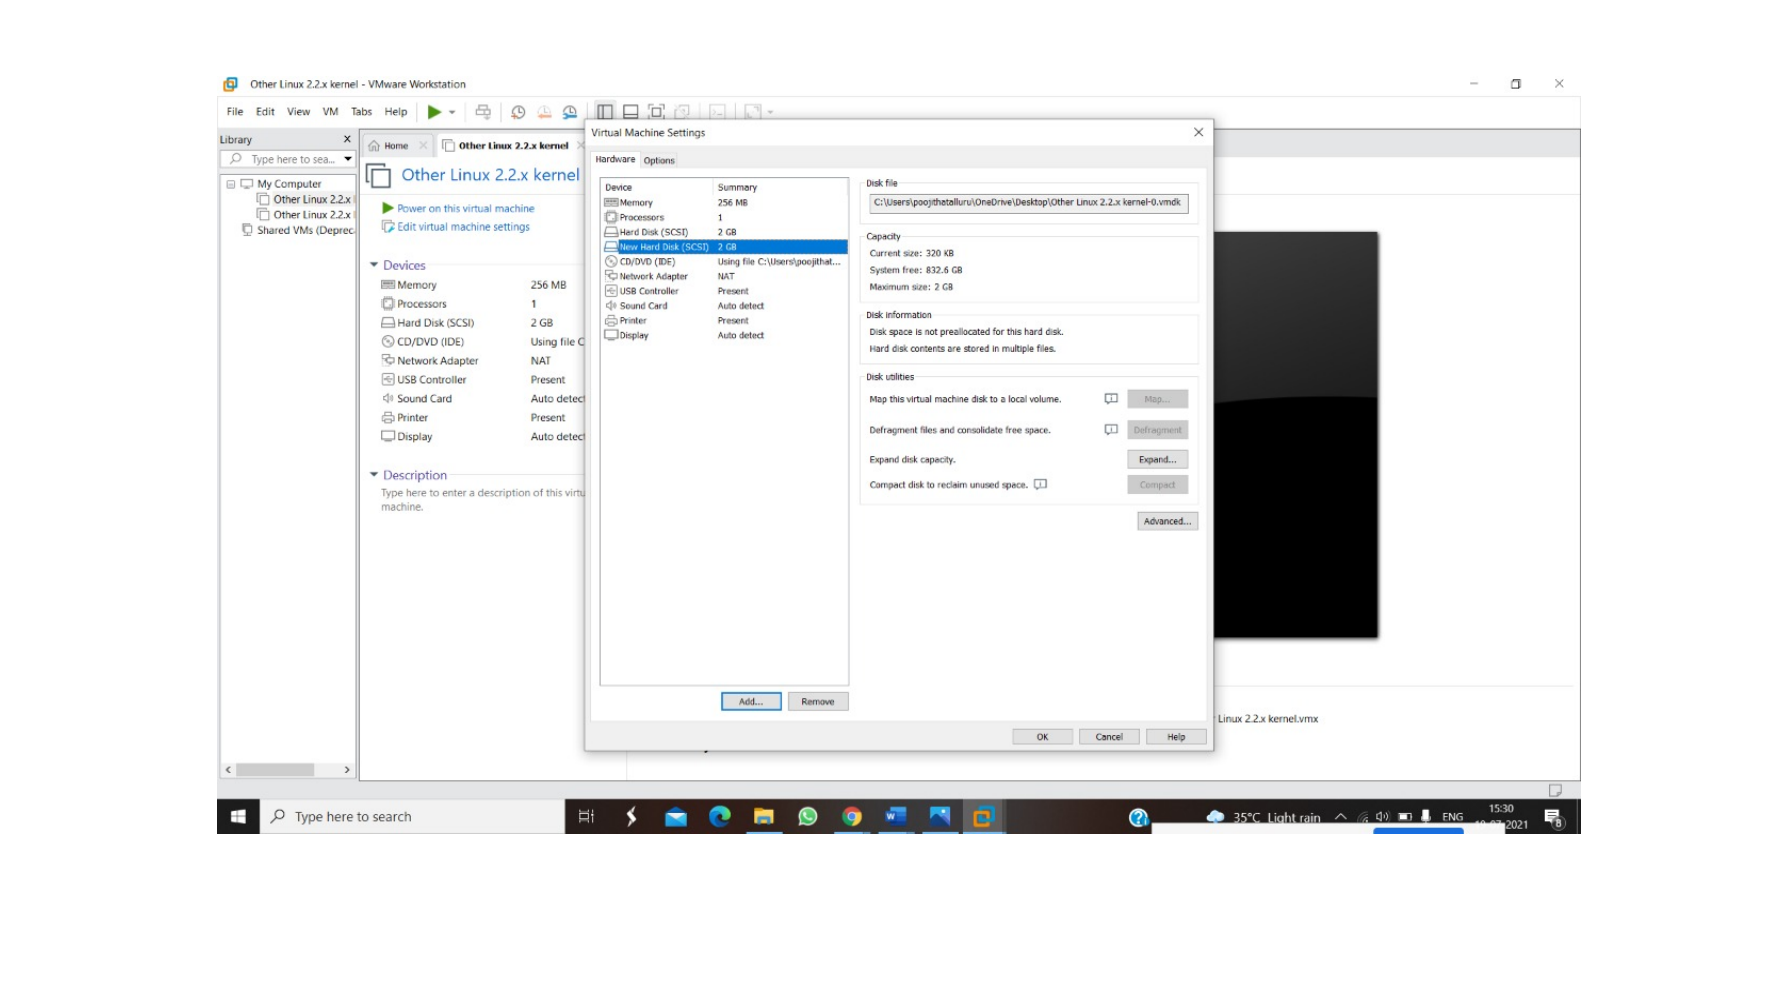 Other Linux 2.2.x kernel - VMware Workstation
File Edit View VM Tabs Help
Library
Type here to sea...
My Computer
Other Linux 2.2.x
Other Linux 2.2.x
Shared VMs (Deprec
Home
Other Linux 2.2.x kernel
Other Linux 2.2.x kernel
Power on this virtual machine
Edit virtual machine settings
Devices
Memory 256 MB
Processors 1
Hard Disk (SCSI) 2 GB
CD/DVD (IDE) Using file C
Network Adapter NAT
USB Controller Present
Sound Card Auto detect
Printer Present
Display Auto detect
Description
Type here to enter a description of this virtu
machine.
Virtual Machine Settings
Hardware Options
Device Summary
Memory 256 MB
Processors 1
Hard Disk (SCSI) 2 GB
New Hard Disk (SCSI) 2 GB
CD/DVD (IDE) Using file C:\Users\poojithat...
Network Adapter NAT
USB Controller Present
Sound Card Auto detect
Printer Present
Display Auto detect
Add... Remove
Disk file
C:\Users\poojithatalluru\OneDrive\Desktop\Other Linux 2.2.x kernel-0.vmdk
Capacity
Current size: 320 KB
System free: 832.6 GB
Maximum size: 2 GB
Disk information
Disk space is not preallocated for this hard disk.
Hard disk contents are stored in multiple files.
Disk utilities
Map this virtual machine disk to a local volume. Map...
Defragment files and consolidate free space. Defragment
Expand disk capacity. Expand...
Compact disk to reclaim unused space. Compact
Advanced...
OK Cancel Help
Linux 2.2.x kernel.vmx
Type here to search
35°C Light rain
ENG
15:30
2021
8